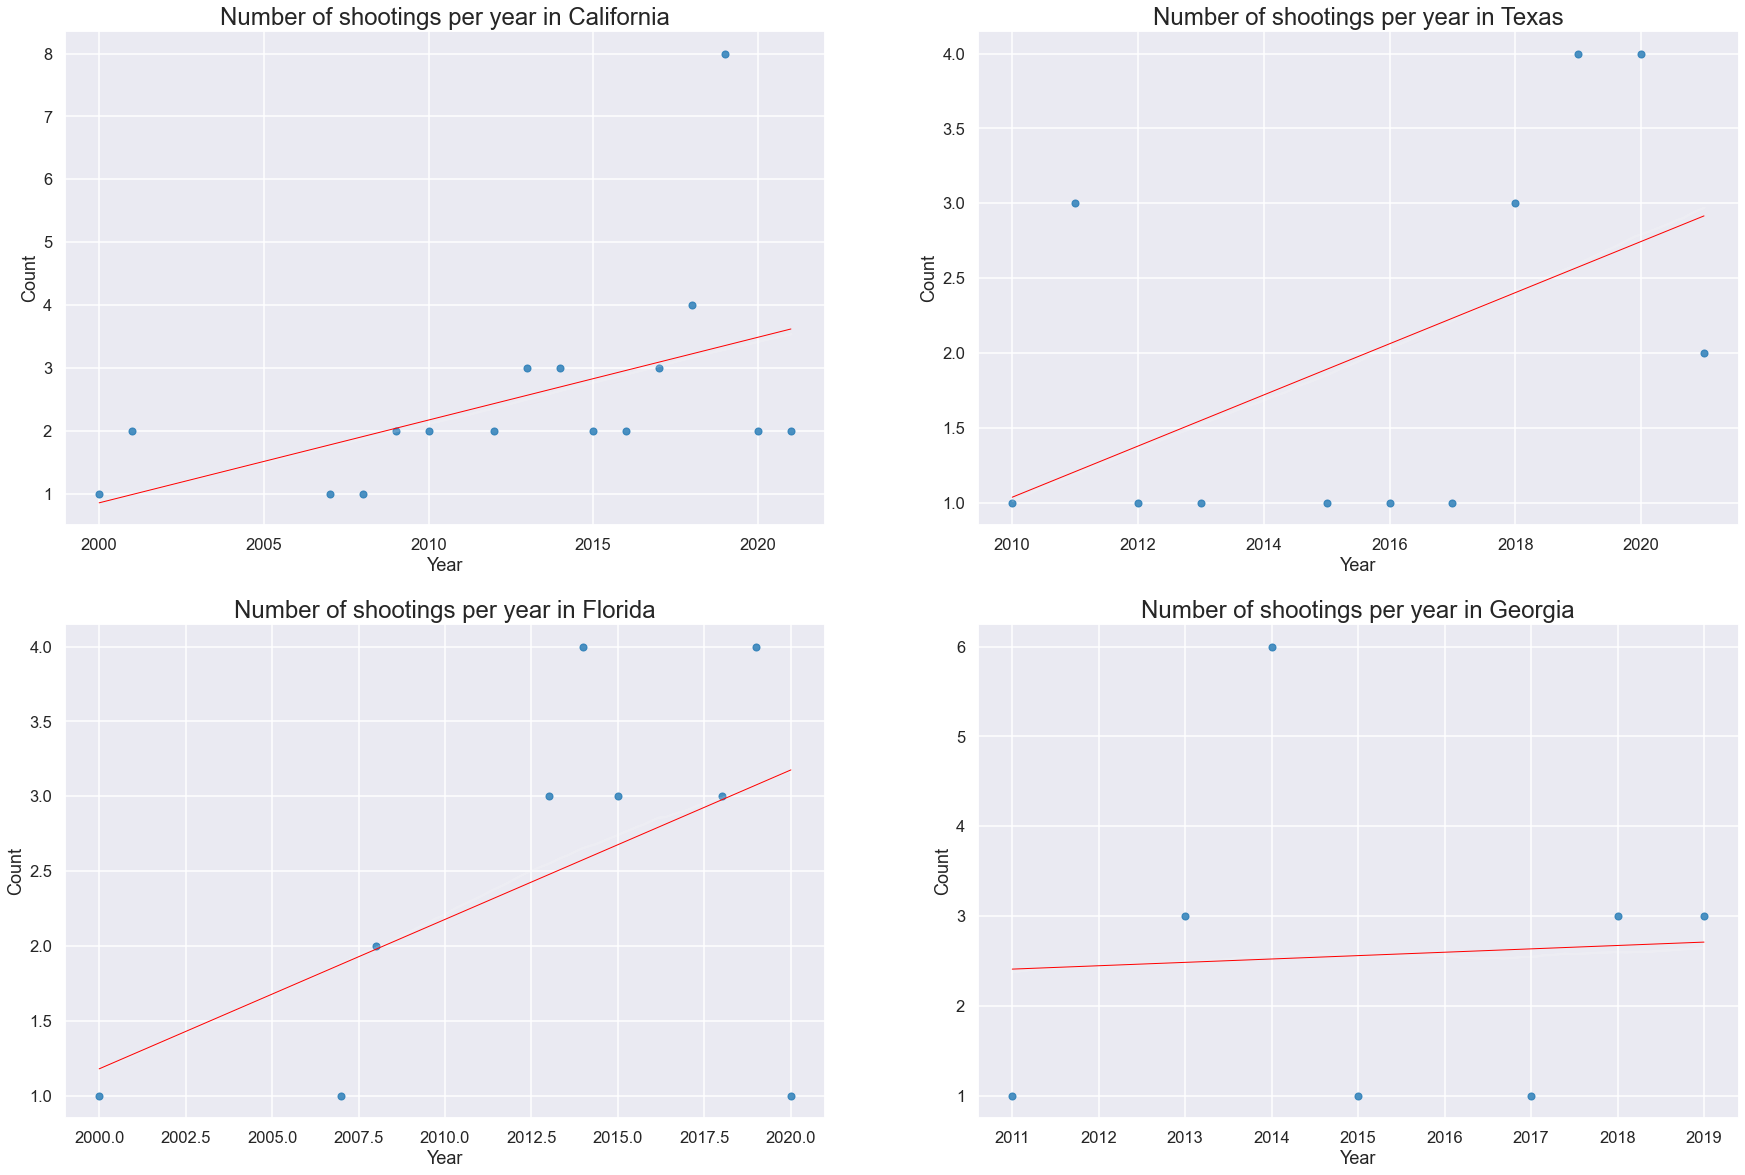 Number of shootings per year in California
8
7
6
5
4
3
2
1
Count
2000 2005 2010 2015 2020
Year
Number of shootings per year in Texas
4.0
3.5
3.0
2.5
2.0
1.5
1.0
Count
2010 2012 2014 2016 2018 2020
Year
Number of shootings per year in Florida
4.0
3.5
3.0
2.5
2.0
1.5
1.0
Count
2000.0 2002.5 2005.0 2007.5 2010.0 2012.5 2015.0 2017.5 2020.0
Year
Number of shootings per year in Georgia
6
5
4
3
2
1
Count
2011 2012 2013 2014 2015 2016 2017 2018 2019
Year